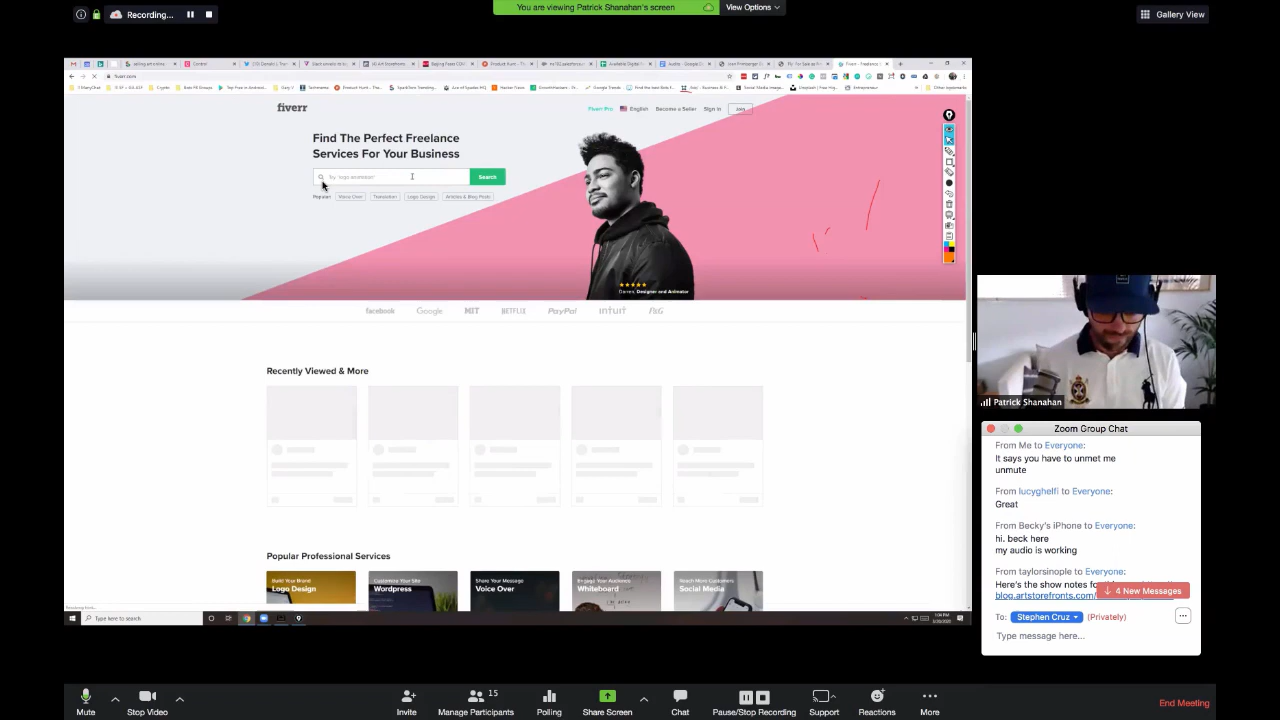 Recording...
You are viewing Patrick Shanahan's screen
View Options
Gallery View
fiverr.com
fiverr
Fiverr Pro
English
Become a Seller
Sign In
Join
Find The Perfect Freelance
Services For Your Business
Search
Popular:
Voice Over
Translation
Logo Design
Articles & Blog Posts
Darren, Designer and Animator
facebook
Google
MIT
NETFLIX
PayPal
intuit
P&G
Recently Viewed & More
Popular Professional Services
Build Your Brand
Logo Design
Customize Your Site
Wordpress
Share Your Message
Voice Over
Engage Your Audience
Whiteboard
Reach More Customers
Social Media
Type here to search
Patrick Shanahan
Zoom Group Chat
From Me to Everyone:
It says you have to unmet me
unmute
From lucyghelfi to Everyone:
Great
From Becky's iPhone to Everyone:
hi. beck here
my audio is working
From taylorsinople to Everyone:
Here's the show notes
blog.artstorefronts.com/
4 New Messages
To: Stephen Cruz (Privately)
Type message here...
Mute
Stop Video
Invite
15
Manage Participants
Polling
Share Screen
Chat
Pause/Stop Recording
Support
Reactions
More
End Meeting